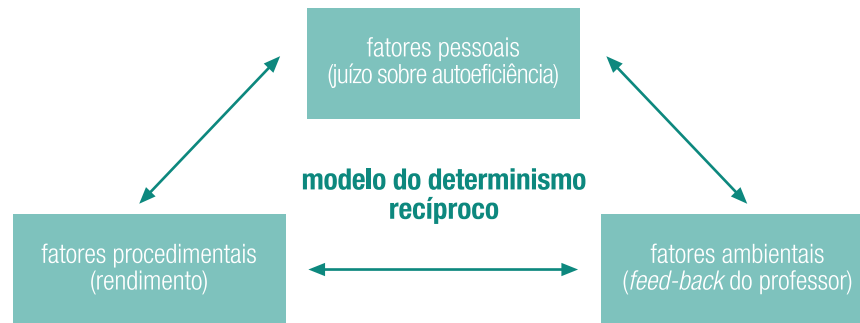 fatores pessoais
(juízo sobre autoeficiência)
modelo do determinismo
recíproco
fatores procedimentais
(rendimento)
fatores ambientais
(feed-back do professor)